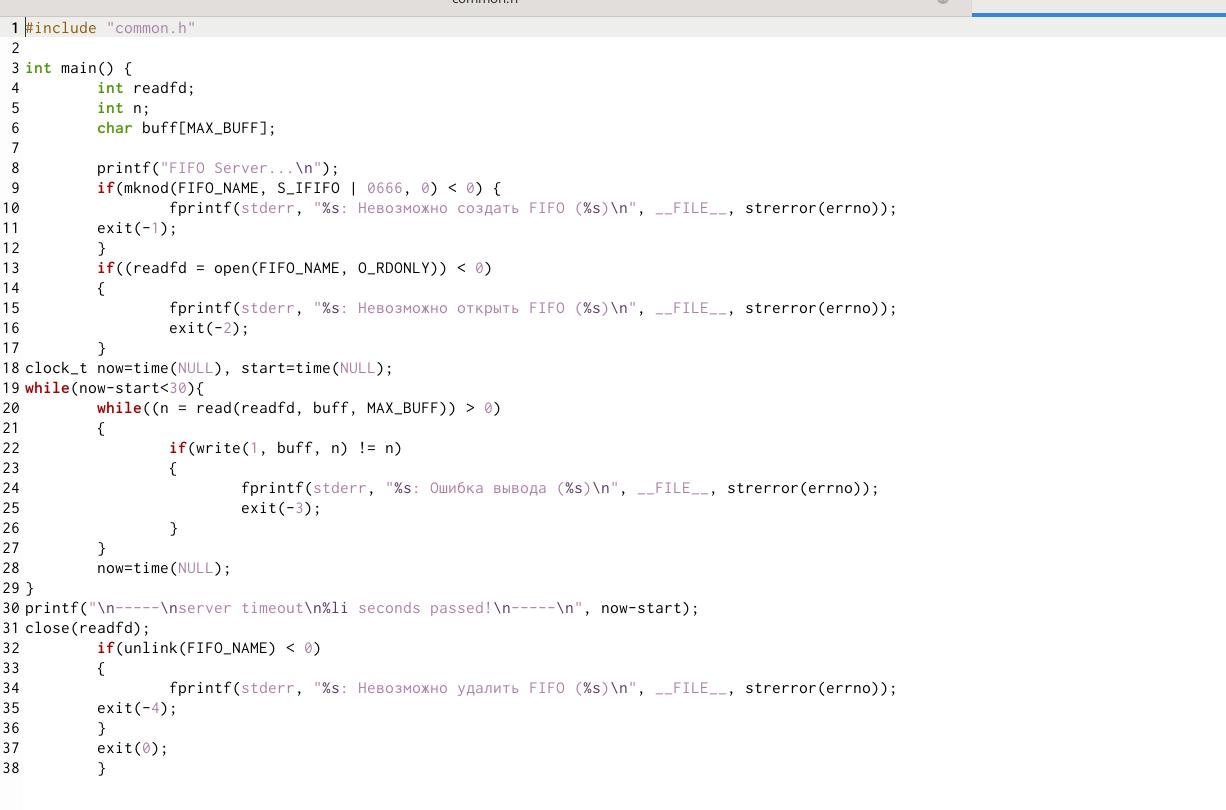 common.h
1 #include "common.h"
2
3 int main() {
4         int readfd;
5         int n;
6         char buff[MAX_BUFF];
7
8         printf("FIFO Server...\n");
9         if(mknod(FIFO_NAME, S_IFIFO | 0666, 0) < 0) {
10                 fprintf(stderr, "%s: Невозможно создать FIFO (%s)\n", __FILE__, strerror(errno));
11         exit(-1);
12         }
13         if((readfd = open(FIFO_NAME, O_RDONLY)) < 0)
14         {
15                 fprintf(stderr, "%s: Невозможно открыть FIFO (%s)\n", __FILE__, strerror(errno));
16                 exit(-2);
17         }
18 clock_t now=time(NULL), start=time(NULL);
19 while(now-start<30){
20         while((n = read(readfd, buff, MAX_BUFF)) > 0)
21         {
22                 if(write(1, buff, n) != n)
23                 {
24                         fprintf(stderr, "%s: Ошибка вывода (%s)\n", __FILE__, strerror(errno));
25                         exit(-3);
26                 }
27         }
28         now=time(NULL);
29 }
30 printf("\n-----\nserver timeout\n%li seconds passed!\n-----\n", now-start);
31 close(readfd);
32         if(unlink(FIFO_NAME) < 0)
33         {
34                 fprintf(stderr, "%s: Невозможно удалить FIFO (%s)\n", __FILE__, strerror(errno));
35         exit(-4);
36         }
37         exit(0);
38         }